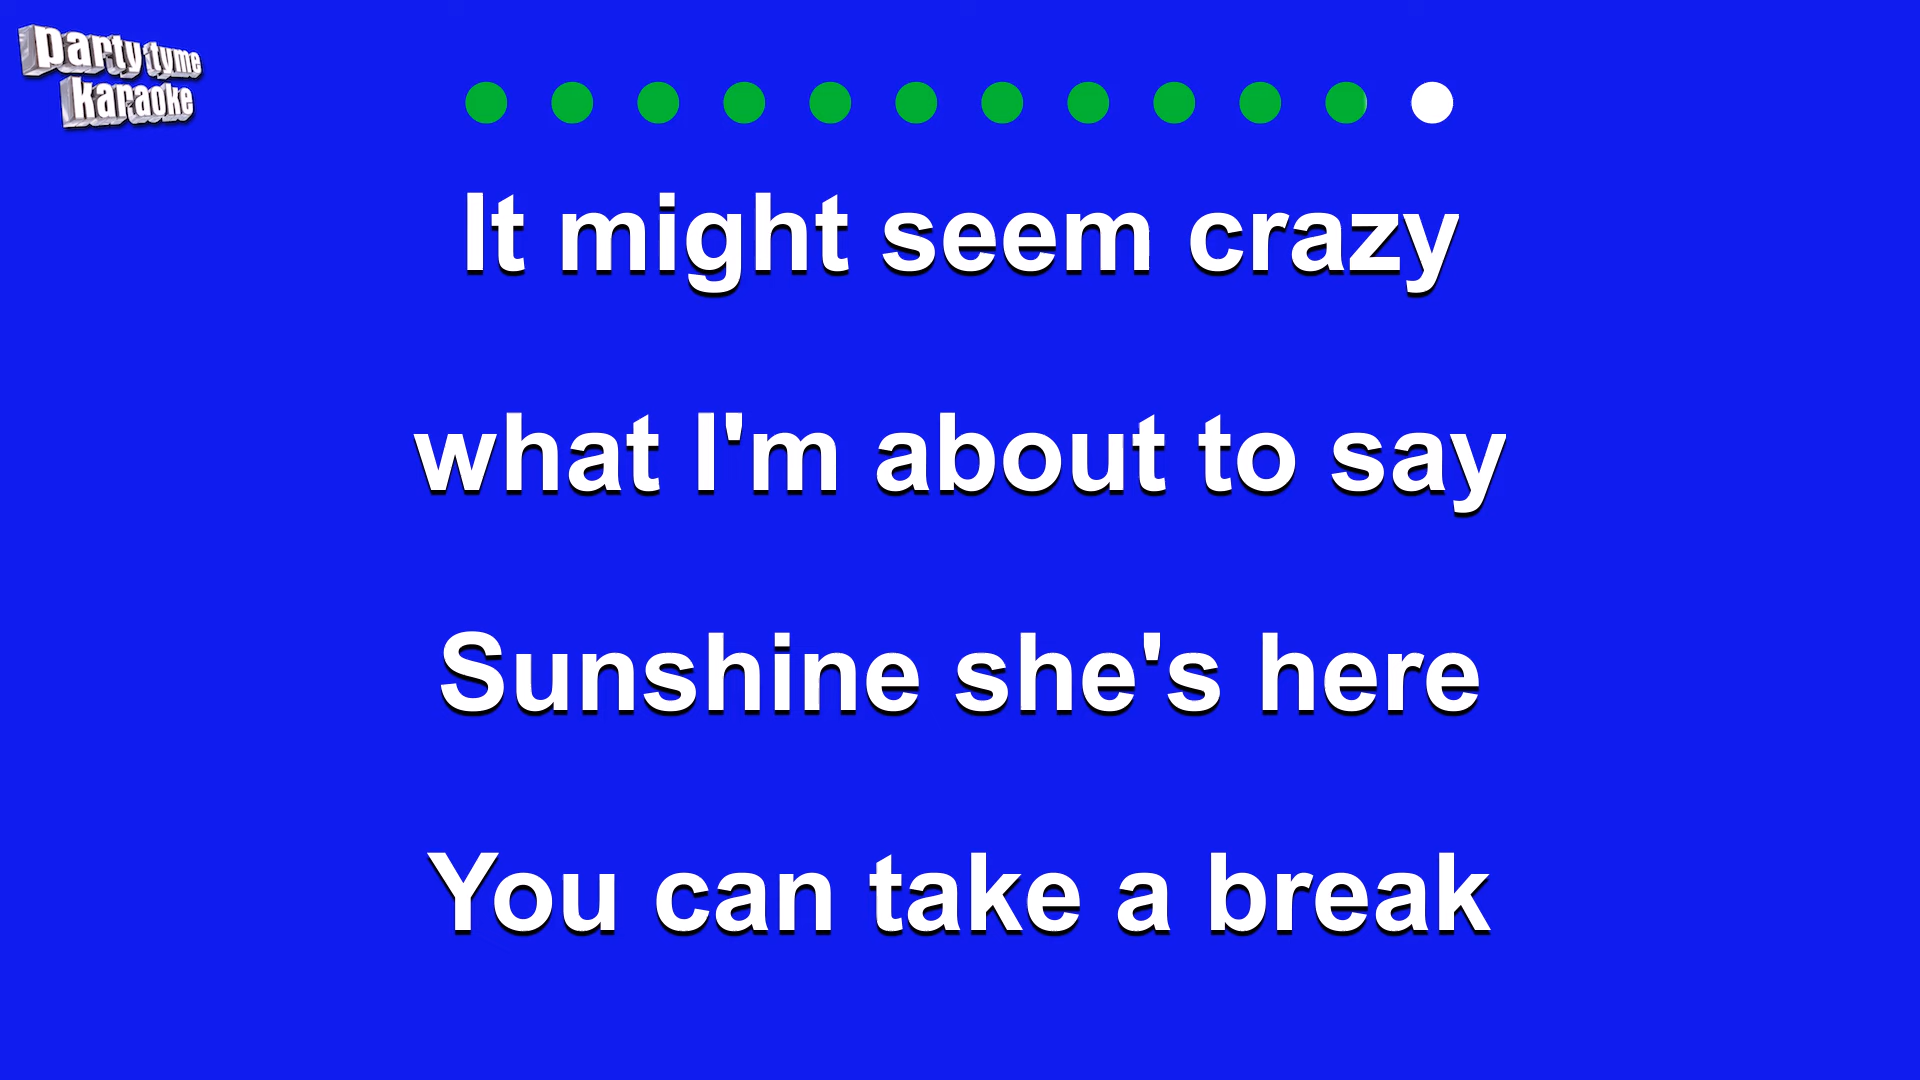 party tyme
karaoke
It might seem crazy
what I'm about to say
Sunshine she's here
You can take a break